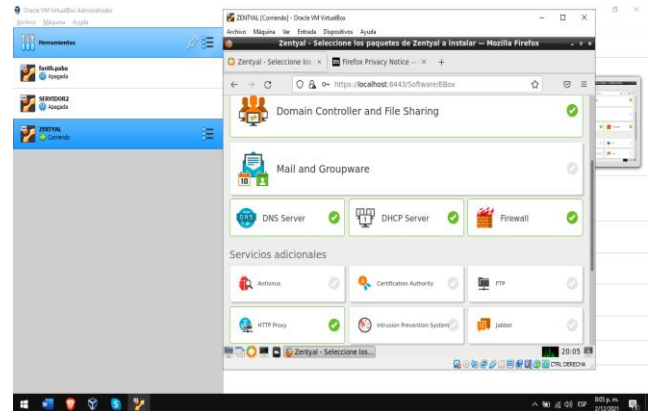 Oracle VM VirtualBox Administrador
Archivo Máquina Ayuda
Herramientas
farith.paba
Apagada
SERVIDOR2
Apagada
ZENTYAL
Corriendo
ZENTYAL [Corriendo] - Oracle VM VirtualBox
Archivo Máquina Ver Entrada Dispositivos Ayuda
Zentyal - Seleccione los paquetes de Zentyal a instalar — Mozilla Firefox
Zentyal - Seleccione los
Firefox Privacy Notice —
https://localhost:8443/Software/EBox
Domain Controller and File Sharing
Mail and Groupware
DNS Server
DHCP Server
Firewall
Servicios adicionales
Antivirus
Certification Authority
FTP
HTTP Proxy
Intrusion Prevention System
Jabber
Zentyal - Seleccione los...
20:05
CTRL DERECHA
ESP
8:05 p. m.
2/12/2021